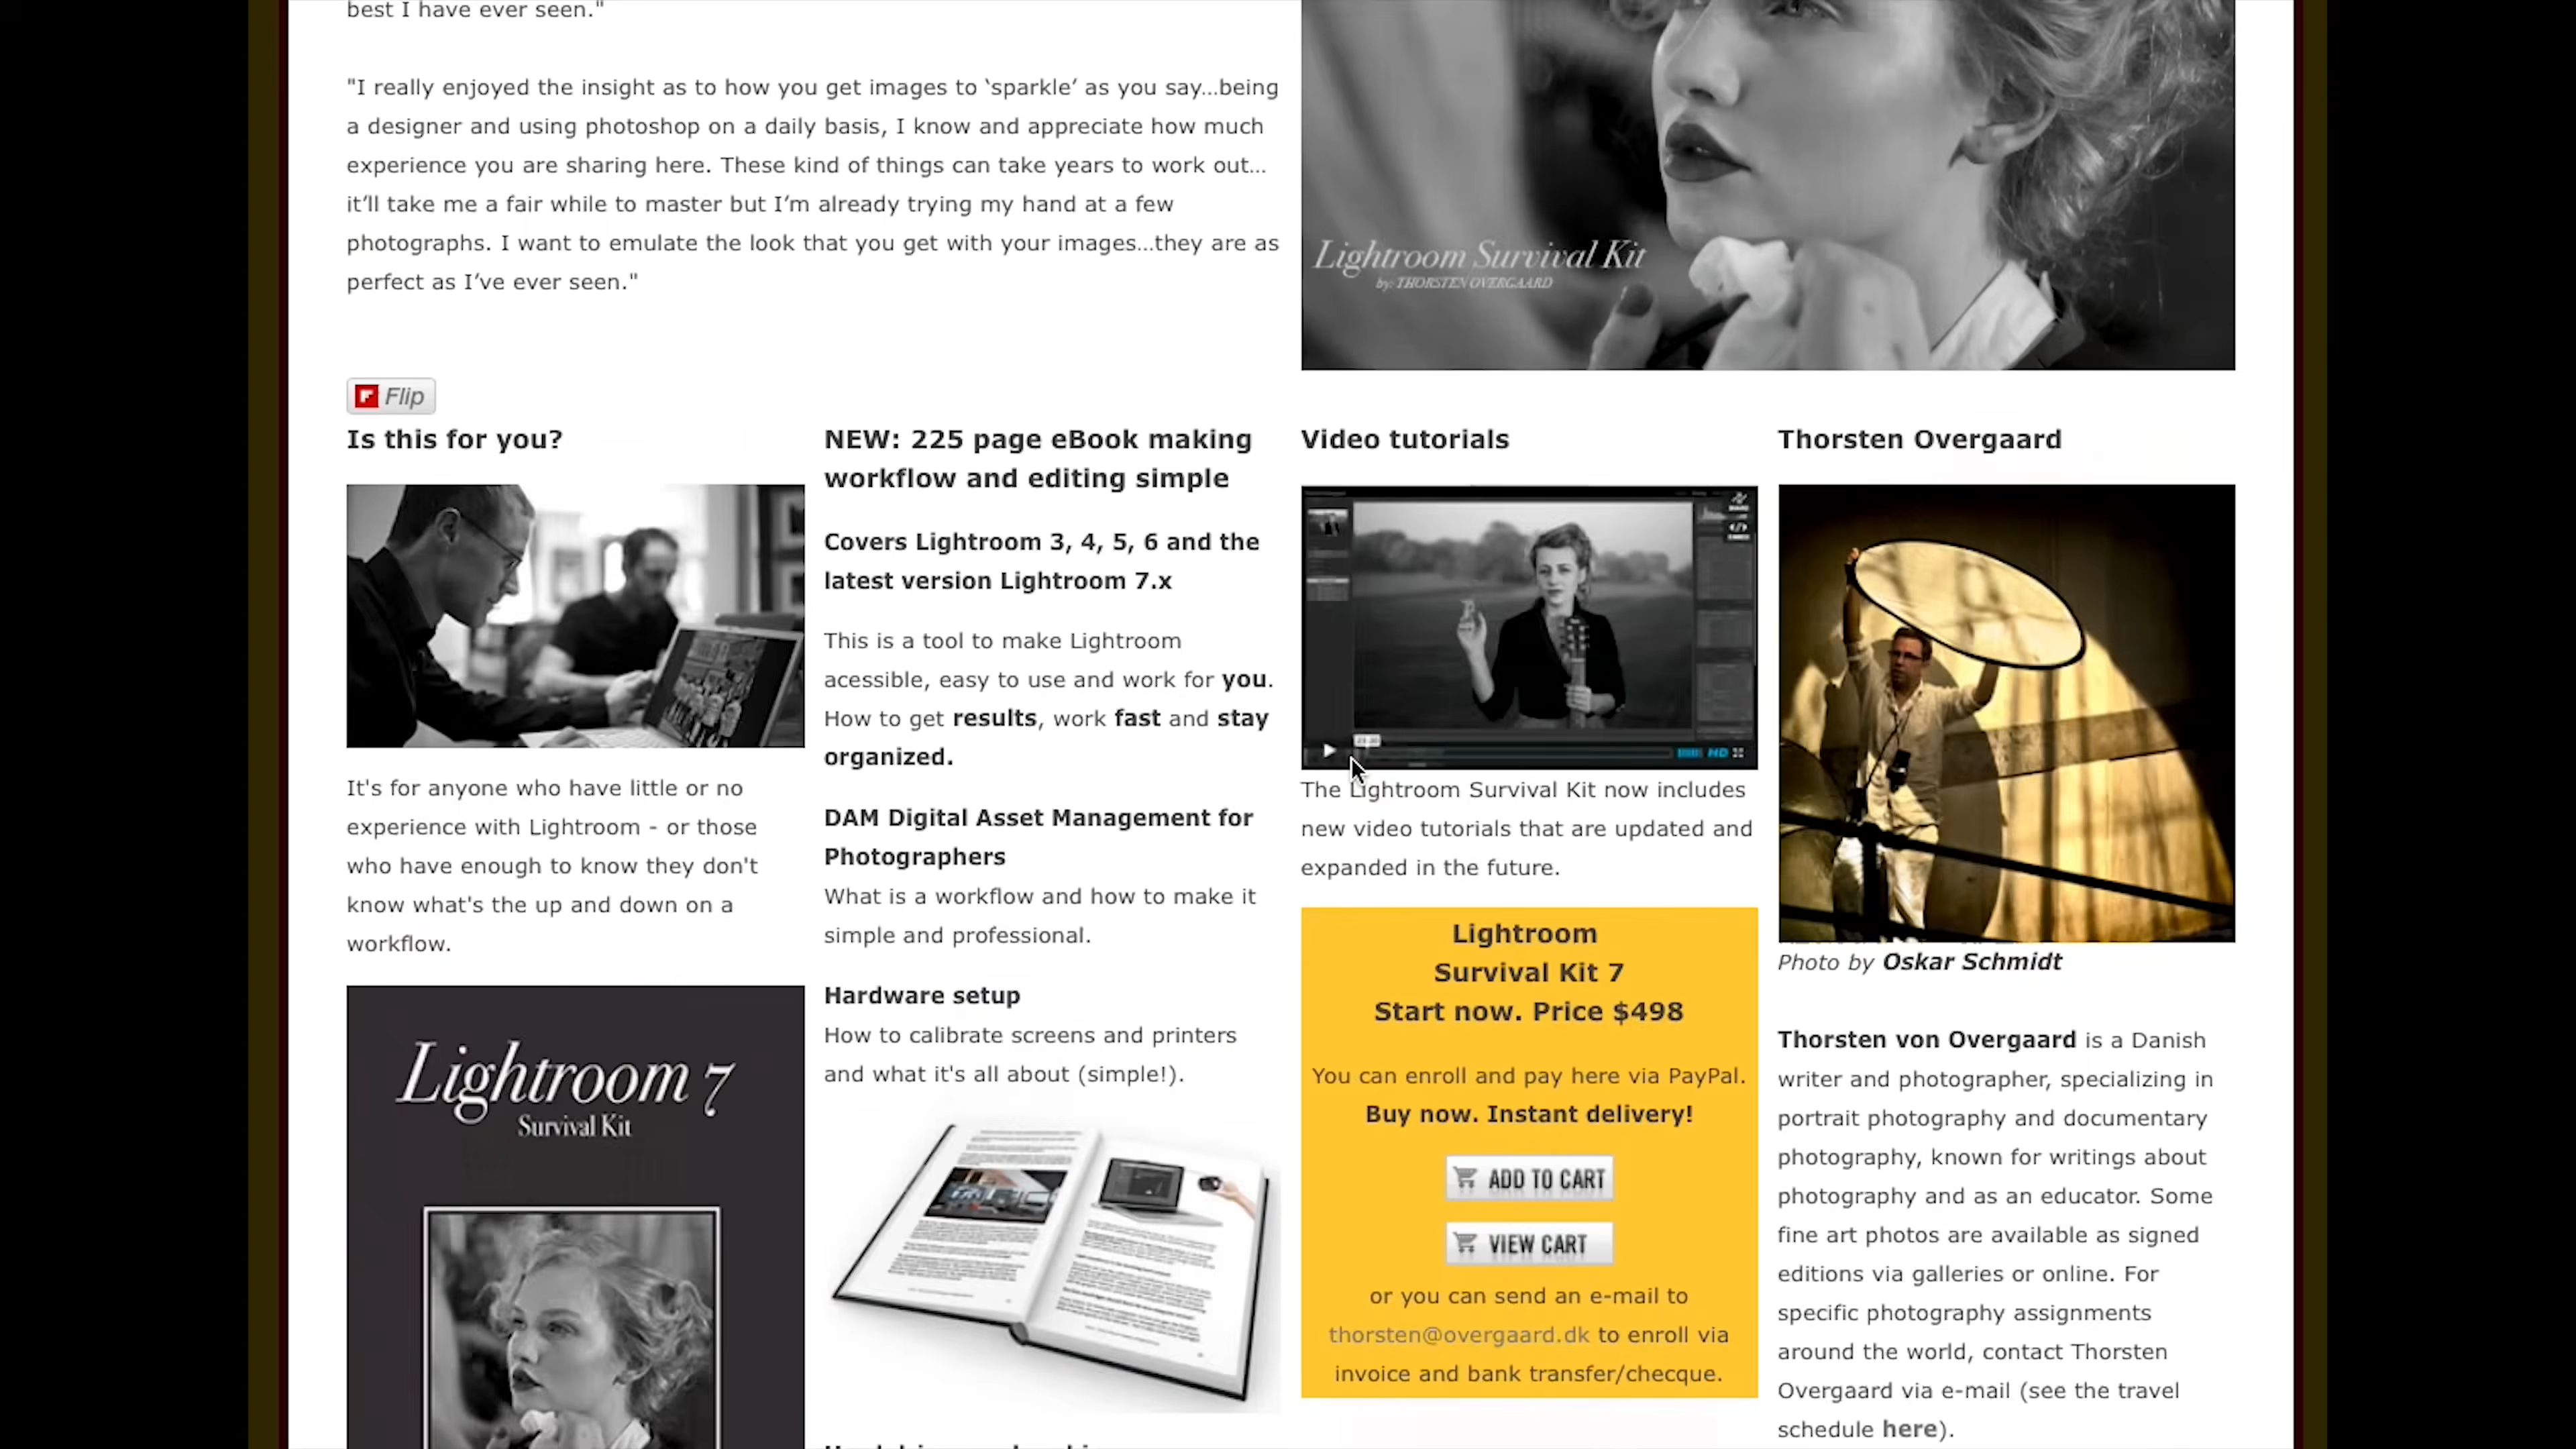 best I have ever seen."
"I really enjoyed the insight as to how you get images to ‘sparkle’ as you say...being
a designer and using photoshop on a daily basis, I know and appreciate how much
experience you are sharing here. These kind of things can take years to work out...
it’ll take me a fair while to master but I’m already trying my hand at a few
photographs. I want to emulate the look that you get with your images...they are as
perfect as I’ve ever seen."
Lightroom Survival Kit
by: THORSTEN OVERGAARD
Flip
Is this for you?
It's for anyone who have little or no
experience with Lightroom - or those
who have enough to know they don't
know what's the up and down on a
workflow.
Lightroom 7
Survival Kit
NEW: 225 page eBook making
workflow and editing simple
Covers Lightroom 3, 4, 5, 6 and the
latest version Lightroom 7.x
This is a tool to make Lightroom
acessible, easy to use and work for you.
How to get results, work fast and stay
organized.
DAM Digital Asset Management for
Photographers
What is a workflow and how to make it
simple and professional.
Hardware setup
How to calibrate screens and printers
and what it's all about (simple!).
Video tutorials
HD
The Lightroom Survival Kit now includes
new video tutorials that are updated and
expanded in the future.
Lightroom
Survival Kit 7
Start now. Price $498
You can enroll and pay here via PayPal.
Buy now. Instant delivery!
ADD TO CART
VIEW CART
or you can send an e-mail to
thorsten@overgaard.dk to enroll via
invoice and bank transfer/checque.
Thorsten Overgaard
Photo by Oskar Schmidt
Thorsten von Overgaard is a Danish
writer and photographer, specializing in
portrait photography and documentary
photography, known for writings about
photography and as an educator. Some
fine art photos are available as signed
editions via galleries or online. For
specific photography assignments
around the world, contact Thorsten
Overgaard via e-mail (see the travel
schedule here).